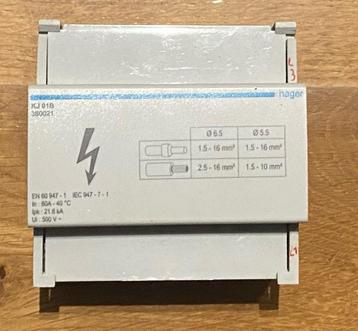 hager
KJ 01B
380021
Ø 6.5 Ø 5.5
1.5 - 16 mm² 1.5 - 16 mm²
2.5 - 16 mm² 1.5 - 10 mm²
EN 60 947 - 1 IEC 947 - 7 - 1
In : 80A - 40 °C
Ipk : 21.6 kA
Ui : 500 V ~
L
3
L1